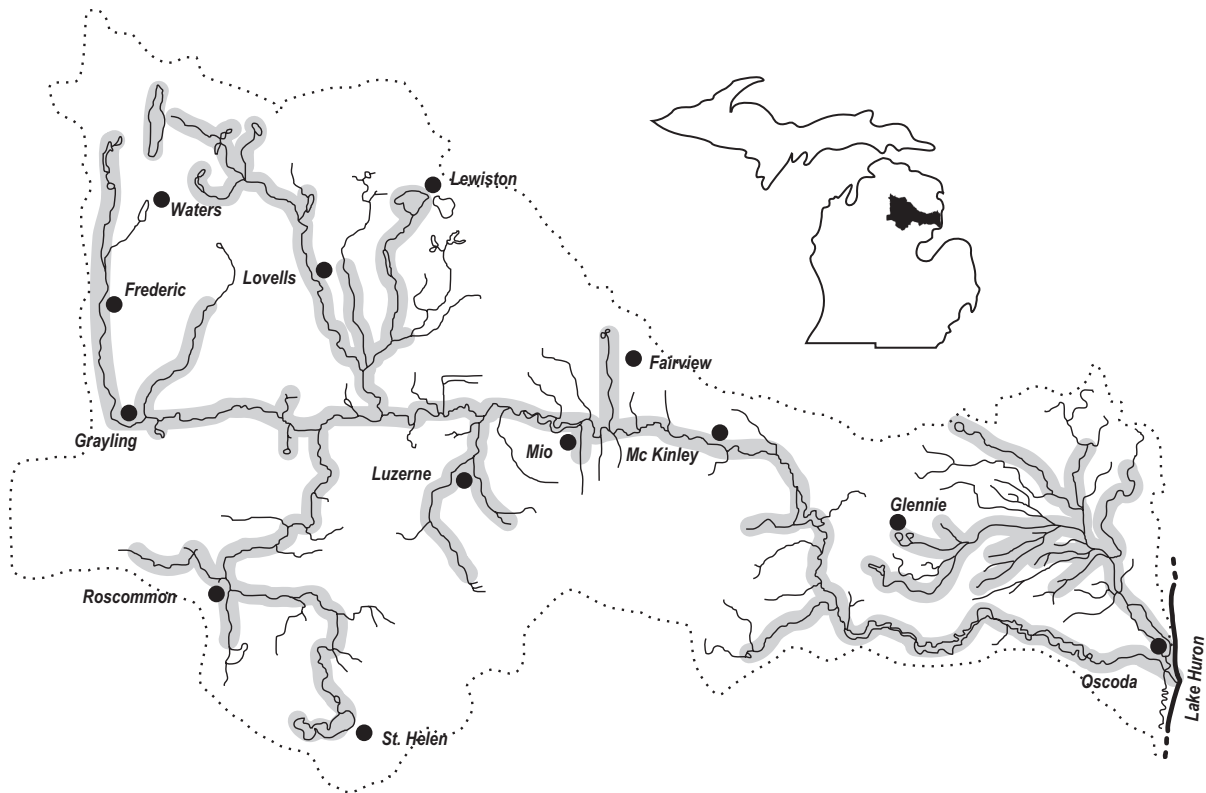 Lewiston
Waters
Lovells
Frederic
Fairview
Grayling
Mio
Mc Kinley
Luzerne
Glennie
Roscommon
Oscoda
Lake Huron
St. Helen